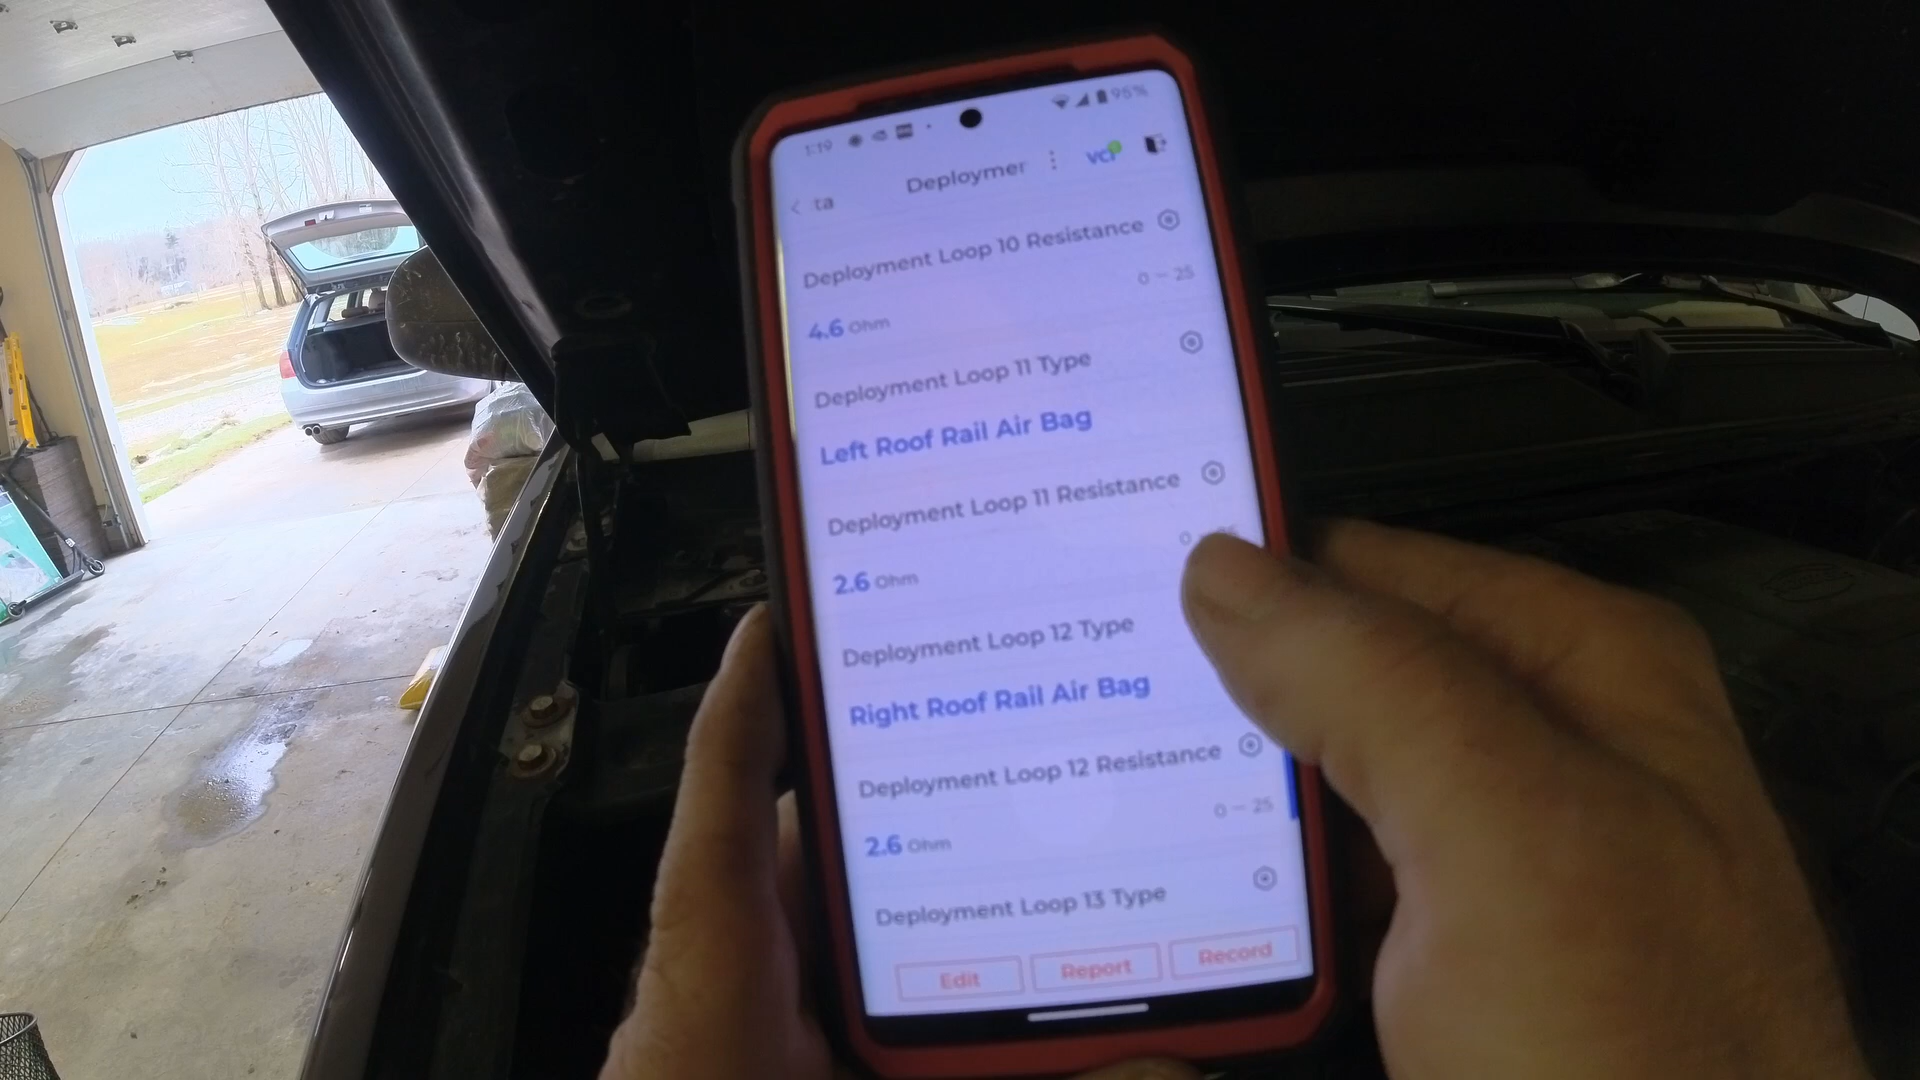 1:19
95%
Deploymer
VCI
ta
Deployment Loop 10 Resistance
0 – 25
4.6 Ohm
Deployment Loop 11 Type
Left Roof Rail Air Bag
Deployment Loop 11 Resistance
0
2.6 Ohm
Deployment Loop 12 Type
Right Roof Rail Air Bag
Deployment Loop 12 Resistance
0 – 25
2.6 Ohm
Deployment Loop 13 Type
Edit
Report
Record